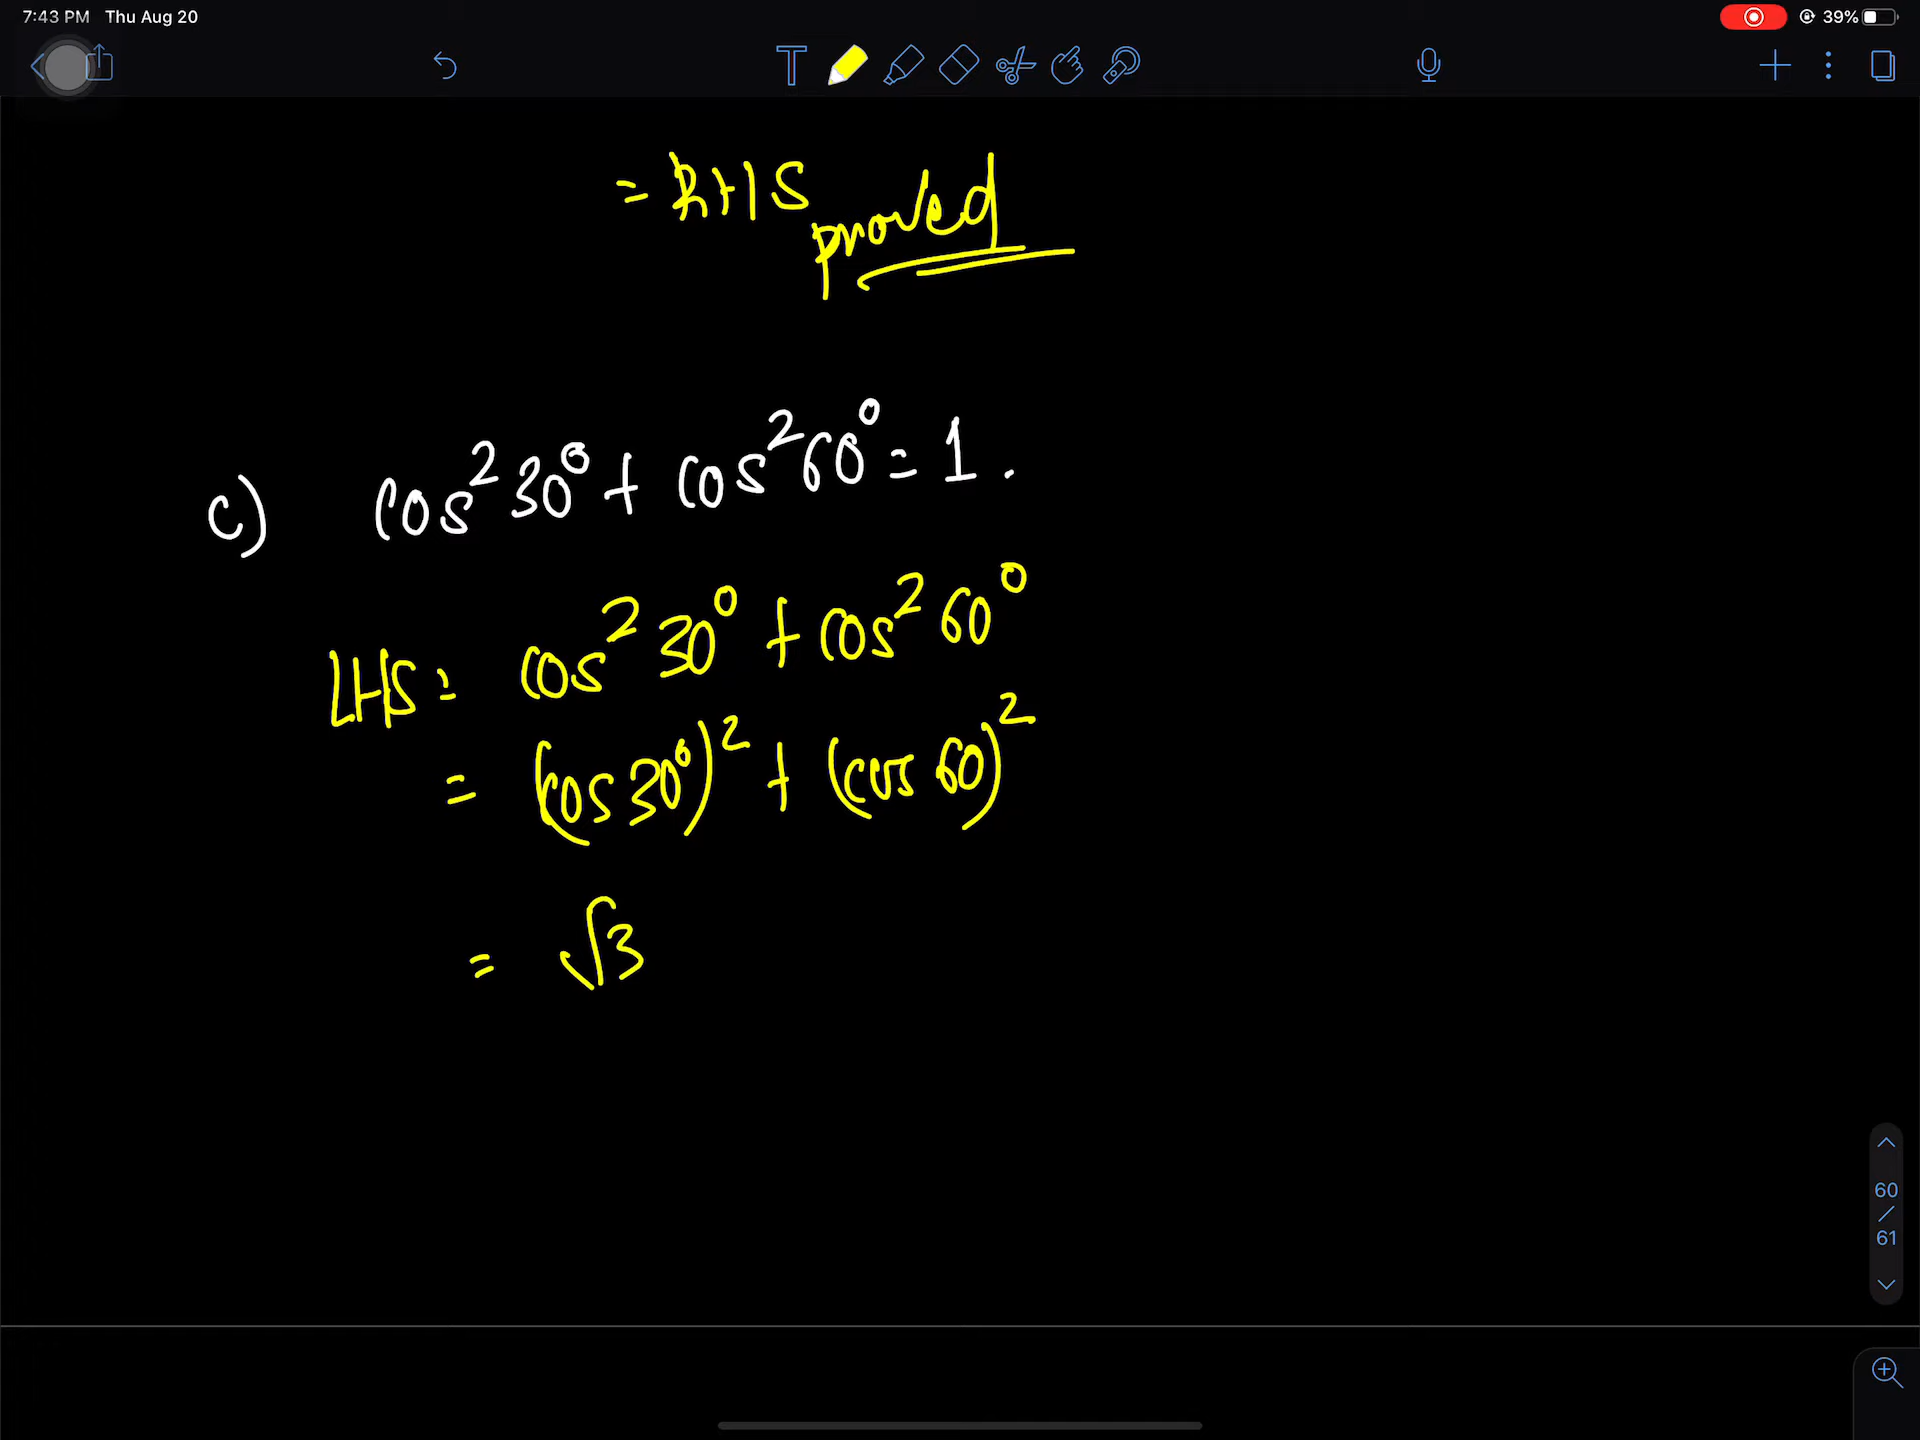 7:43 PM Thu Aug 20
39%
= RHS
proved
c) cos²30° + cos²60° = 1.
LHS = cos²30° + cos²60°
= (cos 30°)² + (cos 60)²
= √3
60
/
61